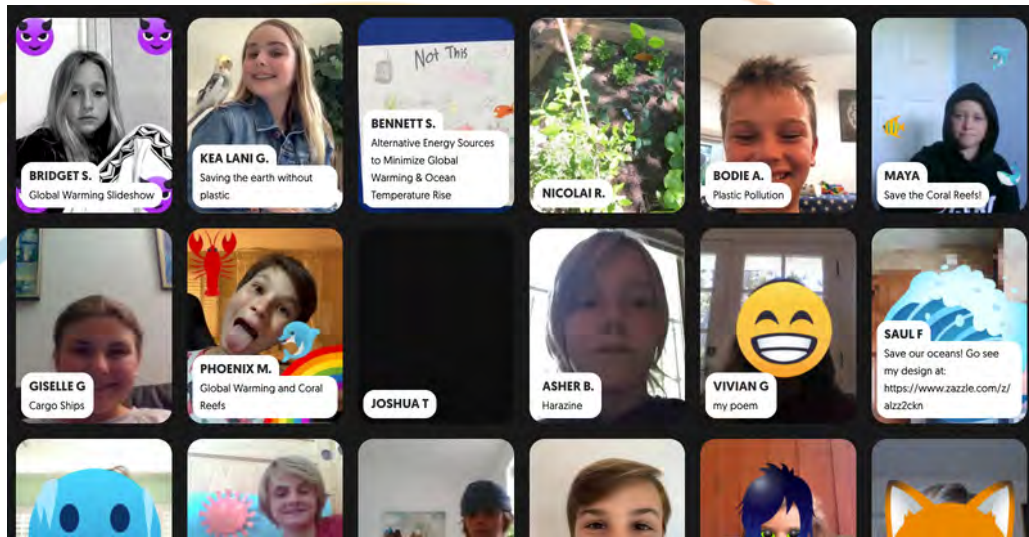 BRIDGET S.
Global Warming Slideshow
KEA LANI G.
Saving the earth without
plastic
Not This
BENNETT S.
Alternative Energy Sources
to Minimize Global
Warming & Ocean
Temperature Rise
NICOLAI R.
BODIE A.
Plastic Pollution
MAYA
Save the Coral Reefs!
GISELLE G
Cargo Ships
PHOENIX M.
Global Warming and Coral
Reefs
JOSHUA T
ASHER B.
Harazine
VIVIAN G
my poem
SAUL F
Save our oceans! Go see
my design at:
https://www.zazzle.com/z/
alzz2ckn